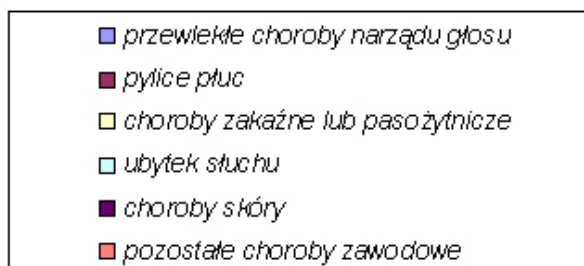 przewlekłe choroby narządu głosu
pylice płuc
choroby zakaźne lub pasożytnicze
ubytek słuchu
choroby skóry
pozostałe choroby zawodowe